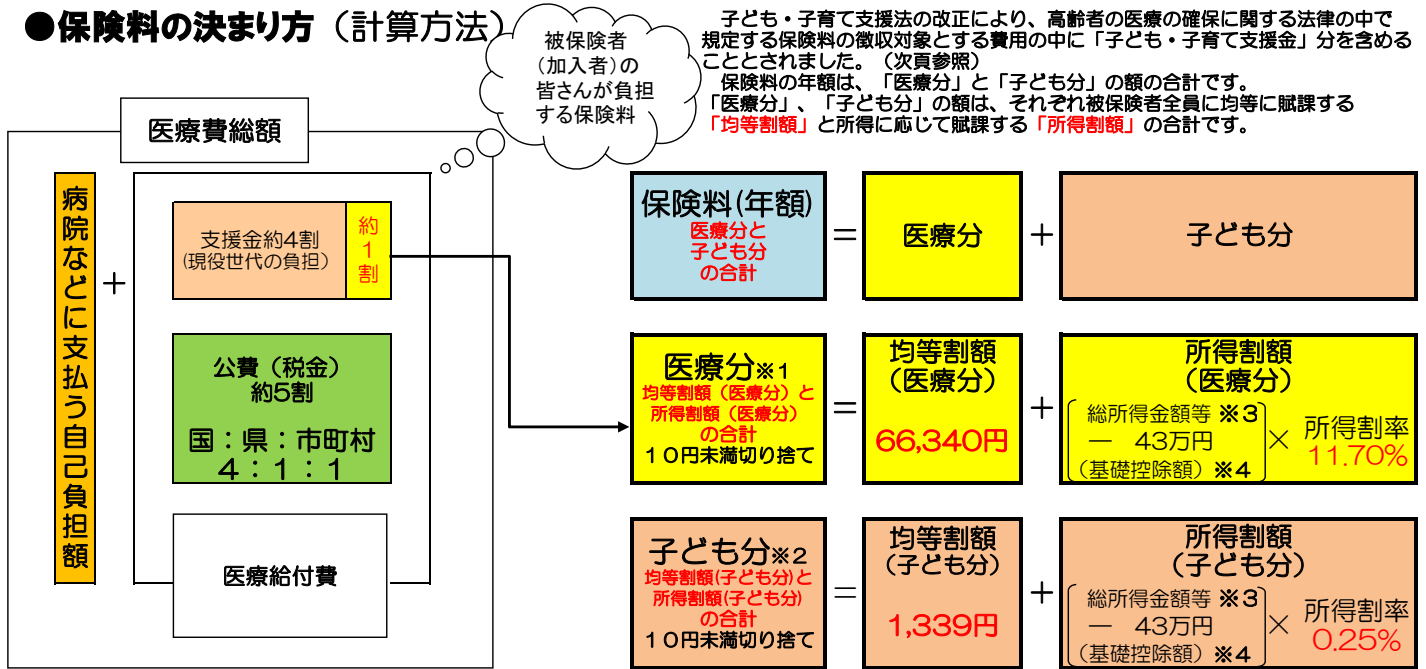 ●保険料の決まり方（計算方法）
被保険者
（加入者）の
皆さんが負担
する保険料
子ども・子育て支援法の改正により、高齢者の医療の確保に関する法律の中で
規定する保険料の徴収対象とする費用の中に「子ども・子育て支援金」分を含める
こととされました。（次頁参照）
保険料の年額は、「医療分」と「子ども分」の額の合計です。
「医療分」、「子ども分」の額は、それぞれ被保険者全員に均等に賦課する
「均等割額」と所得に応じて賦課する「所得割額」の合計です。
医療費総額
病院などに支払う自己負担額
＋
支援金約4割
(現役世代の負担）
約1割
公費（税金）
約5割
国：県：市町村
4：1：1
医療給付費
保険料(年額)
医療分と
子ども分
の合計
＝
医療分
＋
子ども分
医療分※1
均等割額（医療分）と
所得割額（医療分）
の合計
１０円未満切り捨て
＝
均等割額
（医療分）
66,340円
＋
所得割額
（医療分）
総所得金額等 ※3
－ 43万円
（基礎控除額）※4
×
所得割率
11.70%
子ども分※2
均等割額(子ども分)と
所得割額(子ども分)
の合計
１０円未満切り捨て
＝
均等割額
（子ども分）
1,339円
＋
所得割額
（子ども分）
総所得金額等 ※3
－ 43万円
（基礎控除額）※4
×
所得割率
0.25%